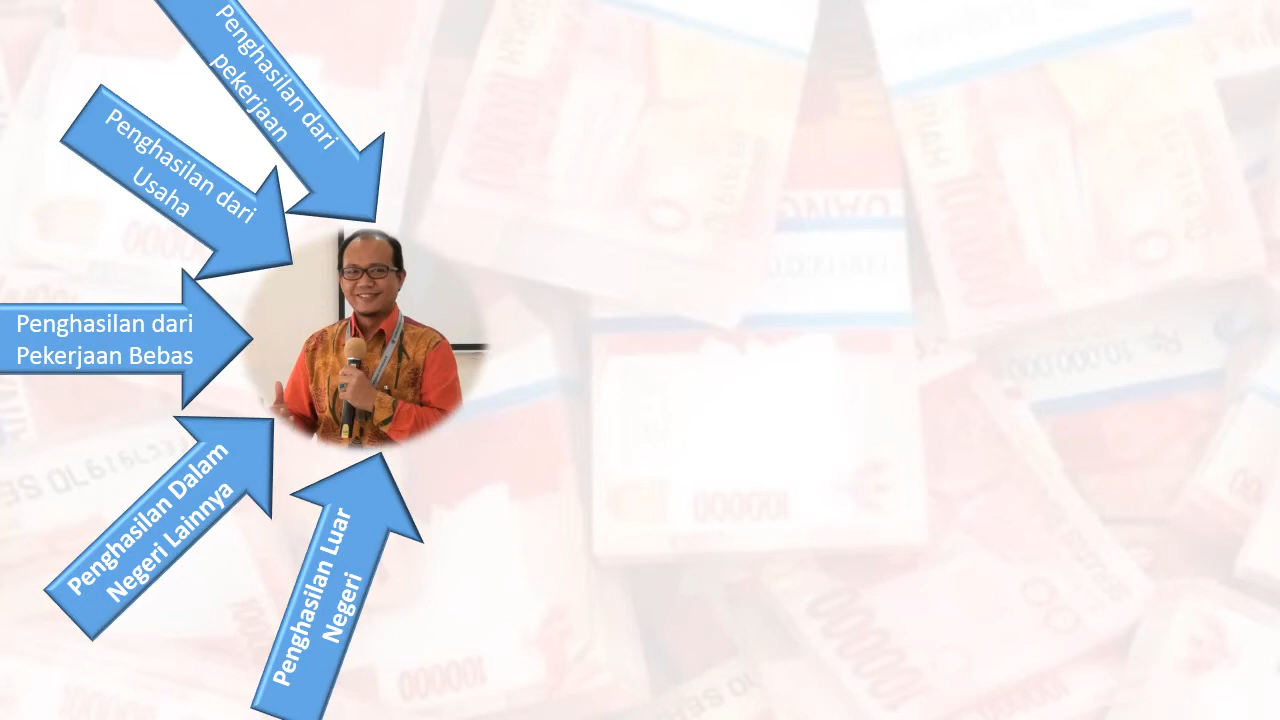 Penghasilan dari
pekerjaan
Penghasilan dari
Usaha
Penghasilan dari
Pekerjaan Bebas
Penghasilan Dalam
Negeri Lainnya
Penghasilan Luar
Negeri